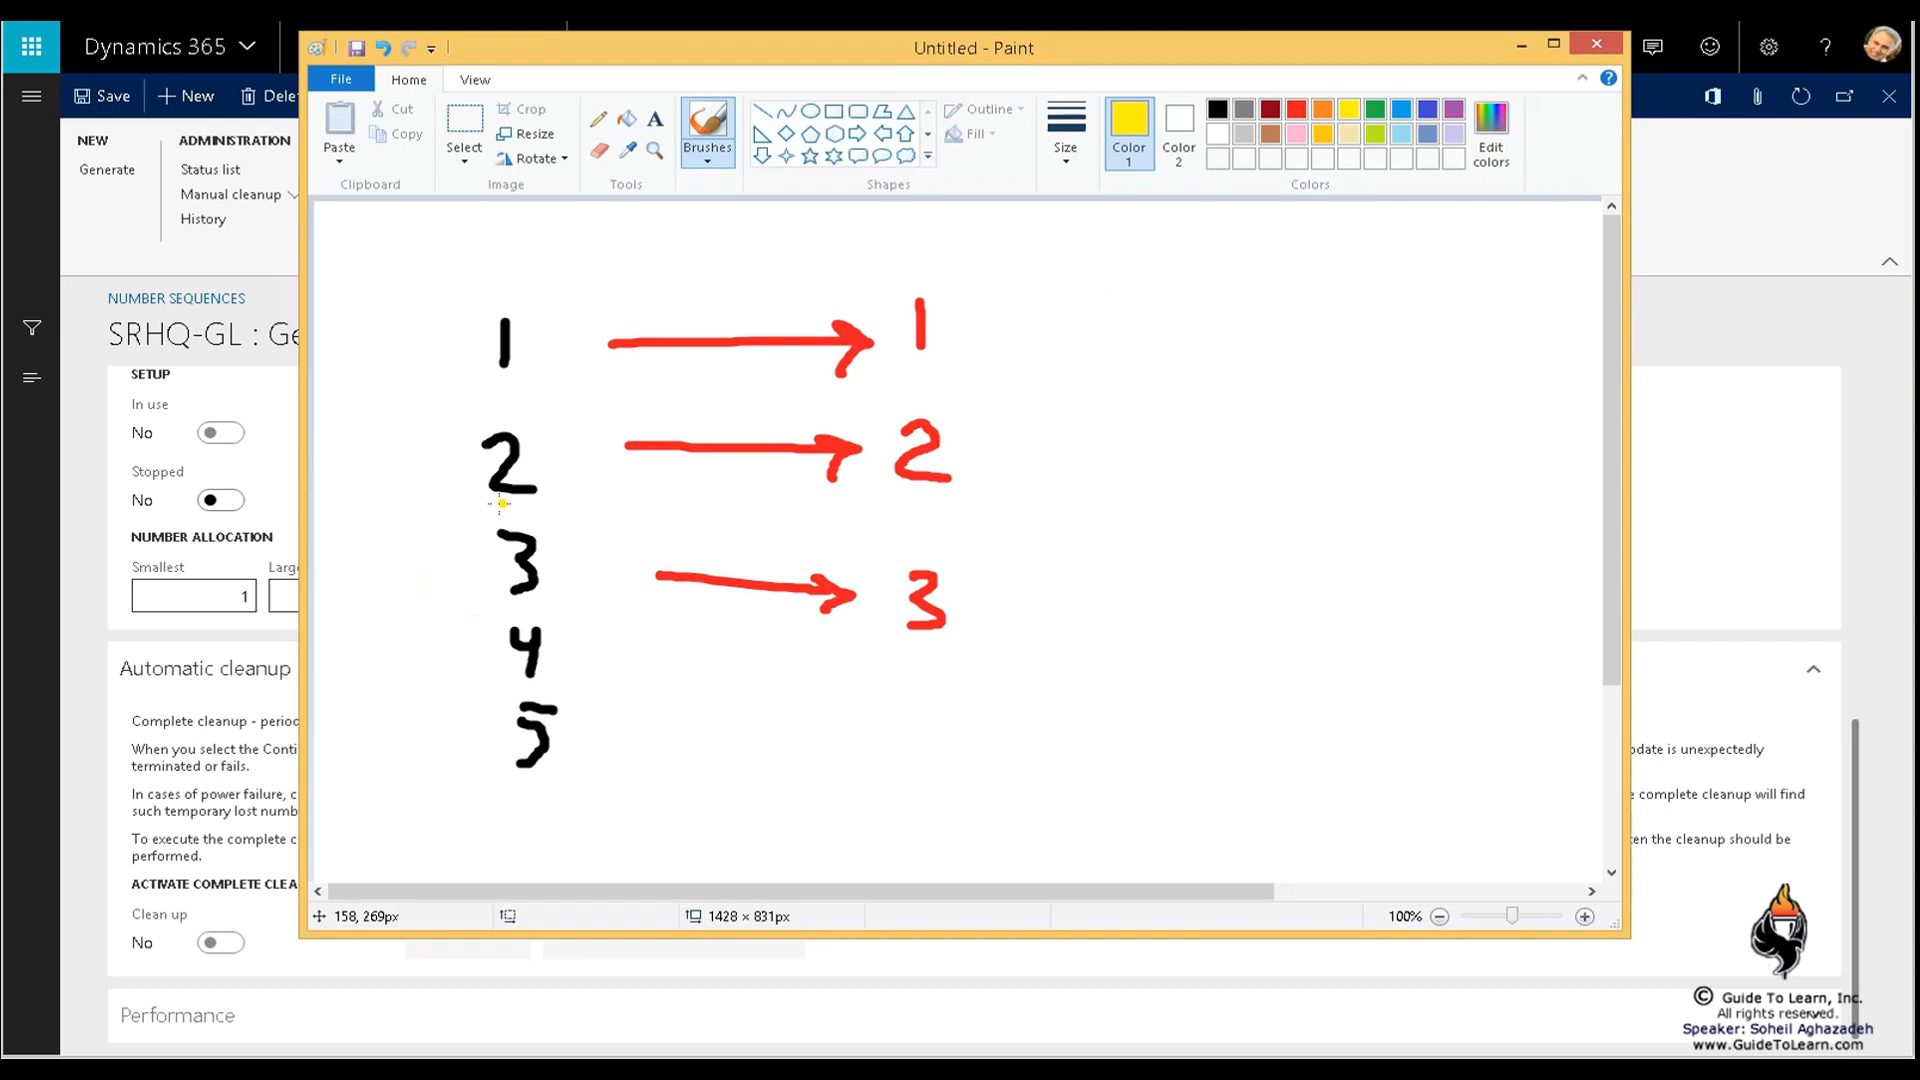 Dynamics 365
Untitled - Paint
Save
New
Dele
File
Home
View
NEW
Generate
ADMINISTRATION
Status list
Manual cleanup
History
Paste
Cut
Copy
Clipboard
Select
Crop
Resize
Rotate
Image
A
Tools
Brushes
Shapes
Outline
Fill
Size
Color 1
Color 2
Edit colors
Colors
NUMBER SEQUENCES
SRHQ-GL : Ge
SETUP
In use
No
Stopped
No
NUMBER ALLOCATION
Smallest
Large
1
1 1
2 2
3 3
4
5
Automatic cleanup
Complete cleanup - period
When you select the Conti
terminated or fails.
In cases of power failure, c
such temporary lost numb
To execute the complete c
performed.
date is unexpectedly
e complete cleanup will find
en the cleanup should be
ACTIVATE COMPLETE CLEA
Clean up
No
158, 269px
1428 × 831px
100%
Performance
© Guide To Learn, Inc.
All rights reserved.
Speaker: Soheil Aghazadeh
www.GuideToLearn.com